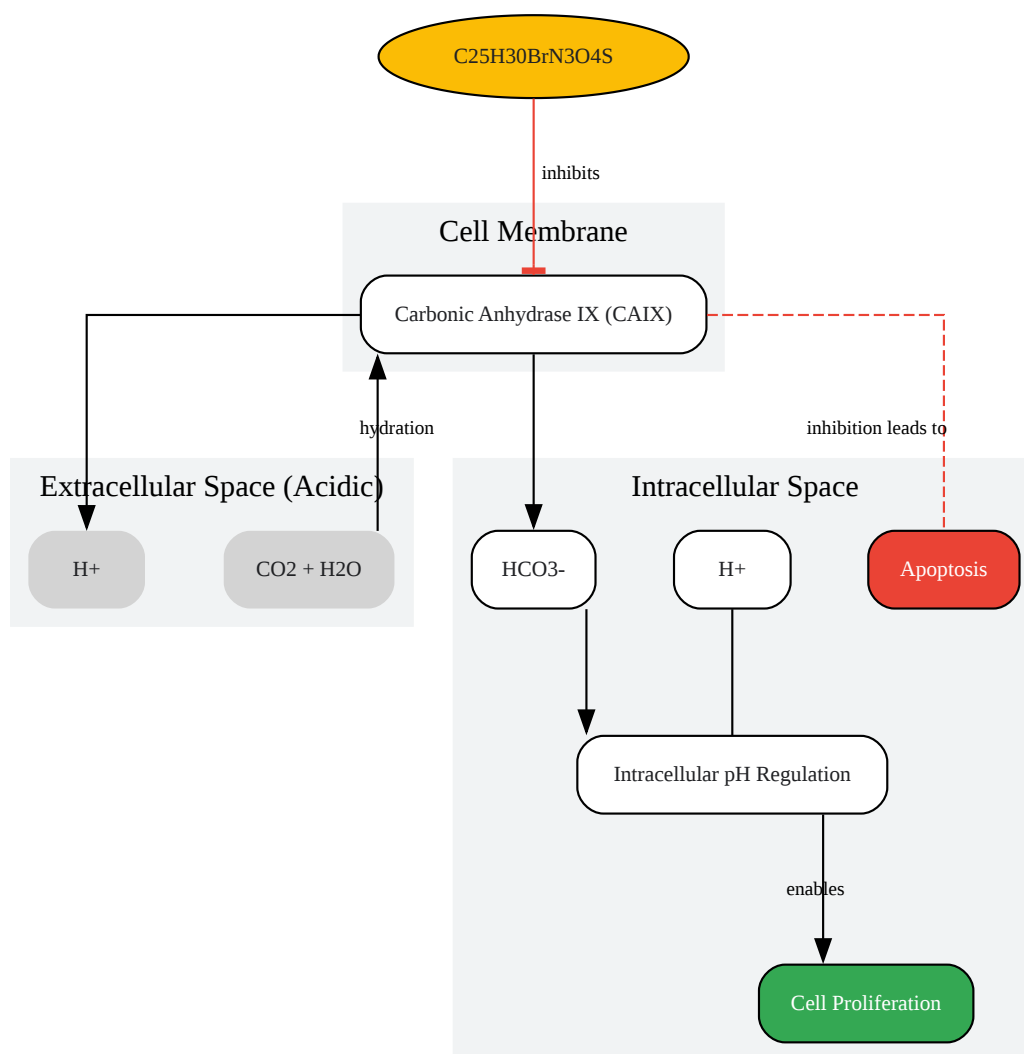 C25H30BrN3O4S
inhibits
Cell Membrane
Carbonic Anhydrase IX (CAIX)
hydration
inhibition leads to
Extracellular Space (Acidic)
Intracellular Space
H+
CO2 + H2O
HCO3-
H+
Apoptosis
Intracellular pH Regulation
enables
Cell Proliferation